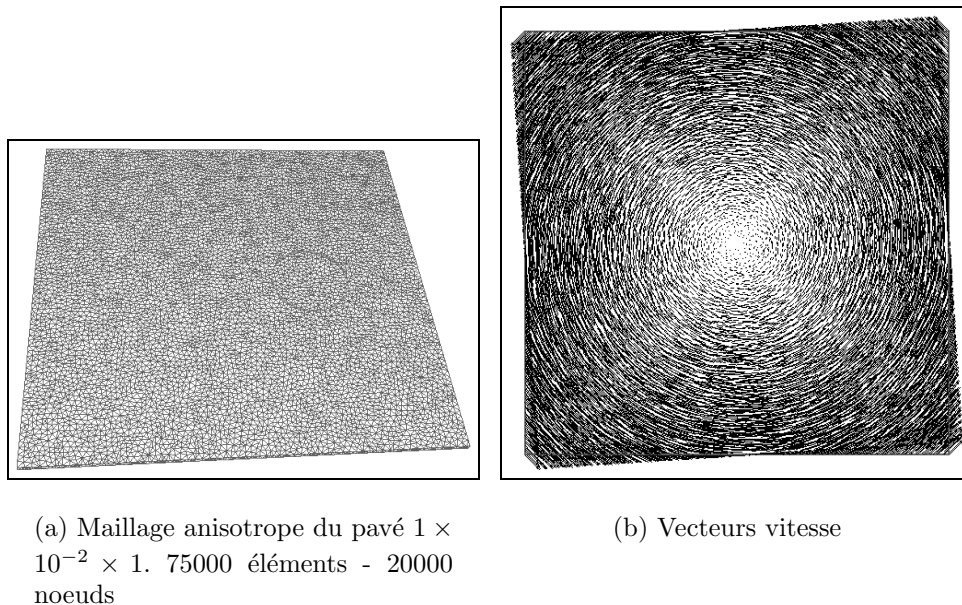 (a) Maillage anisotrope du pavé 1 ×
10⁻² × 1. 75000 éléments - 20000
noeuds
(b) Vecteurs vitesse